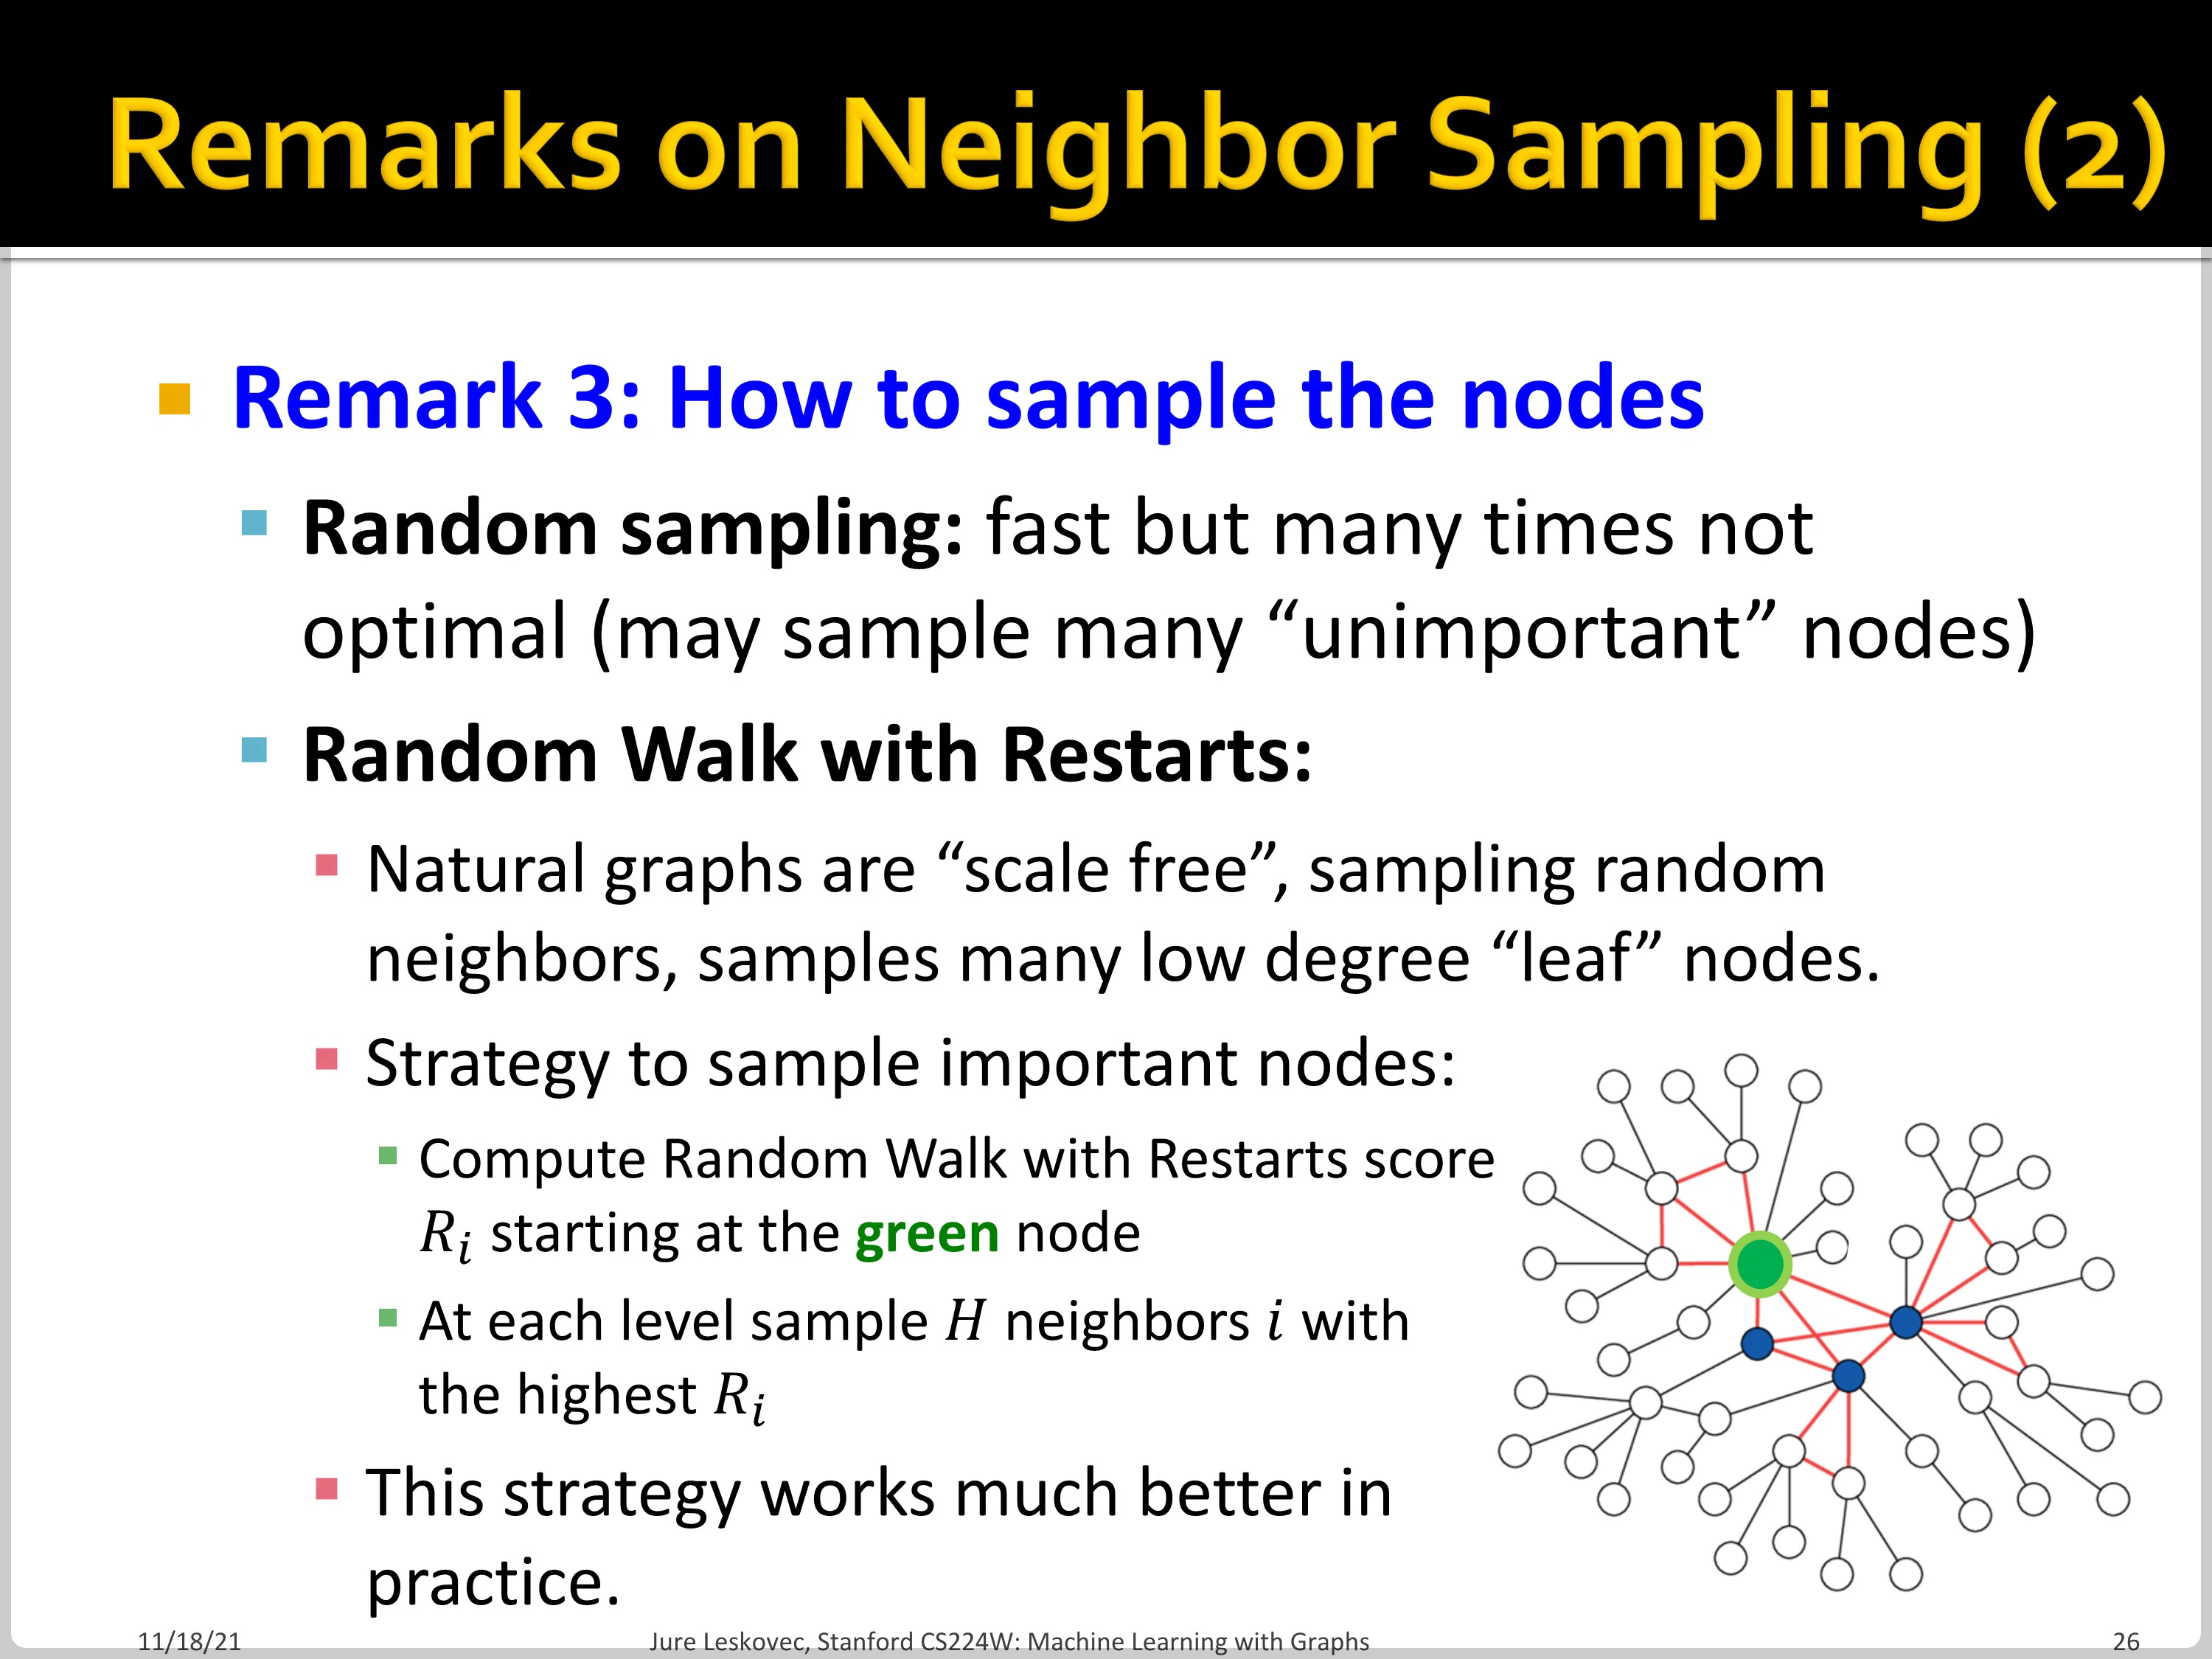 Remarks on Neighbor Sampling (2)
Remark 3: How to sample the nodes
Random sampling: fast but many times not
optimal (may sample many “unimportant” nodes)
Random Walk with Restarts:
Natural graphs are “scale free”, sampling random
neighbors, samples many low degree “leaf” nodes.
Strategy to sample important nodes:
Compute Random Walk with Restarts score
𝑅ᵢ starting at the green node
At each level sample 𝐻 neighbors 𝑖 with
the highest 𝑅ᵢ
This strategy works much better in
practice.
11/18/21
Jure Leskovec, Stanford CS224W: Machine Learning with Graphs
26